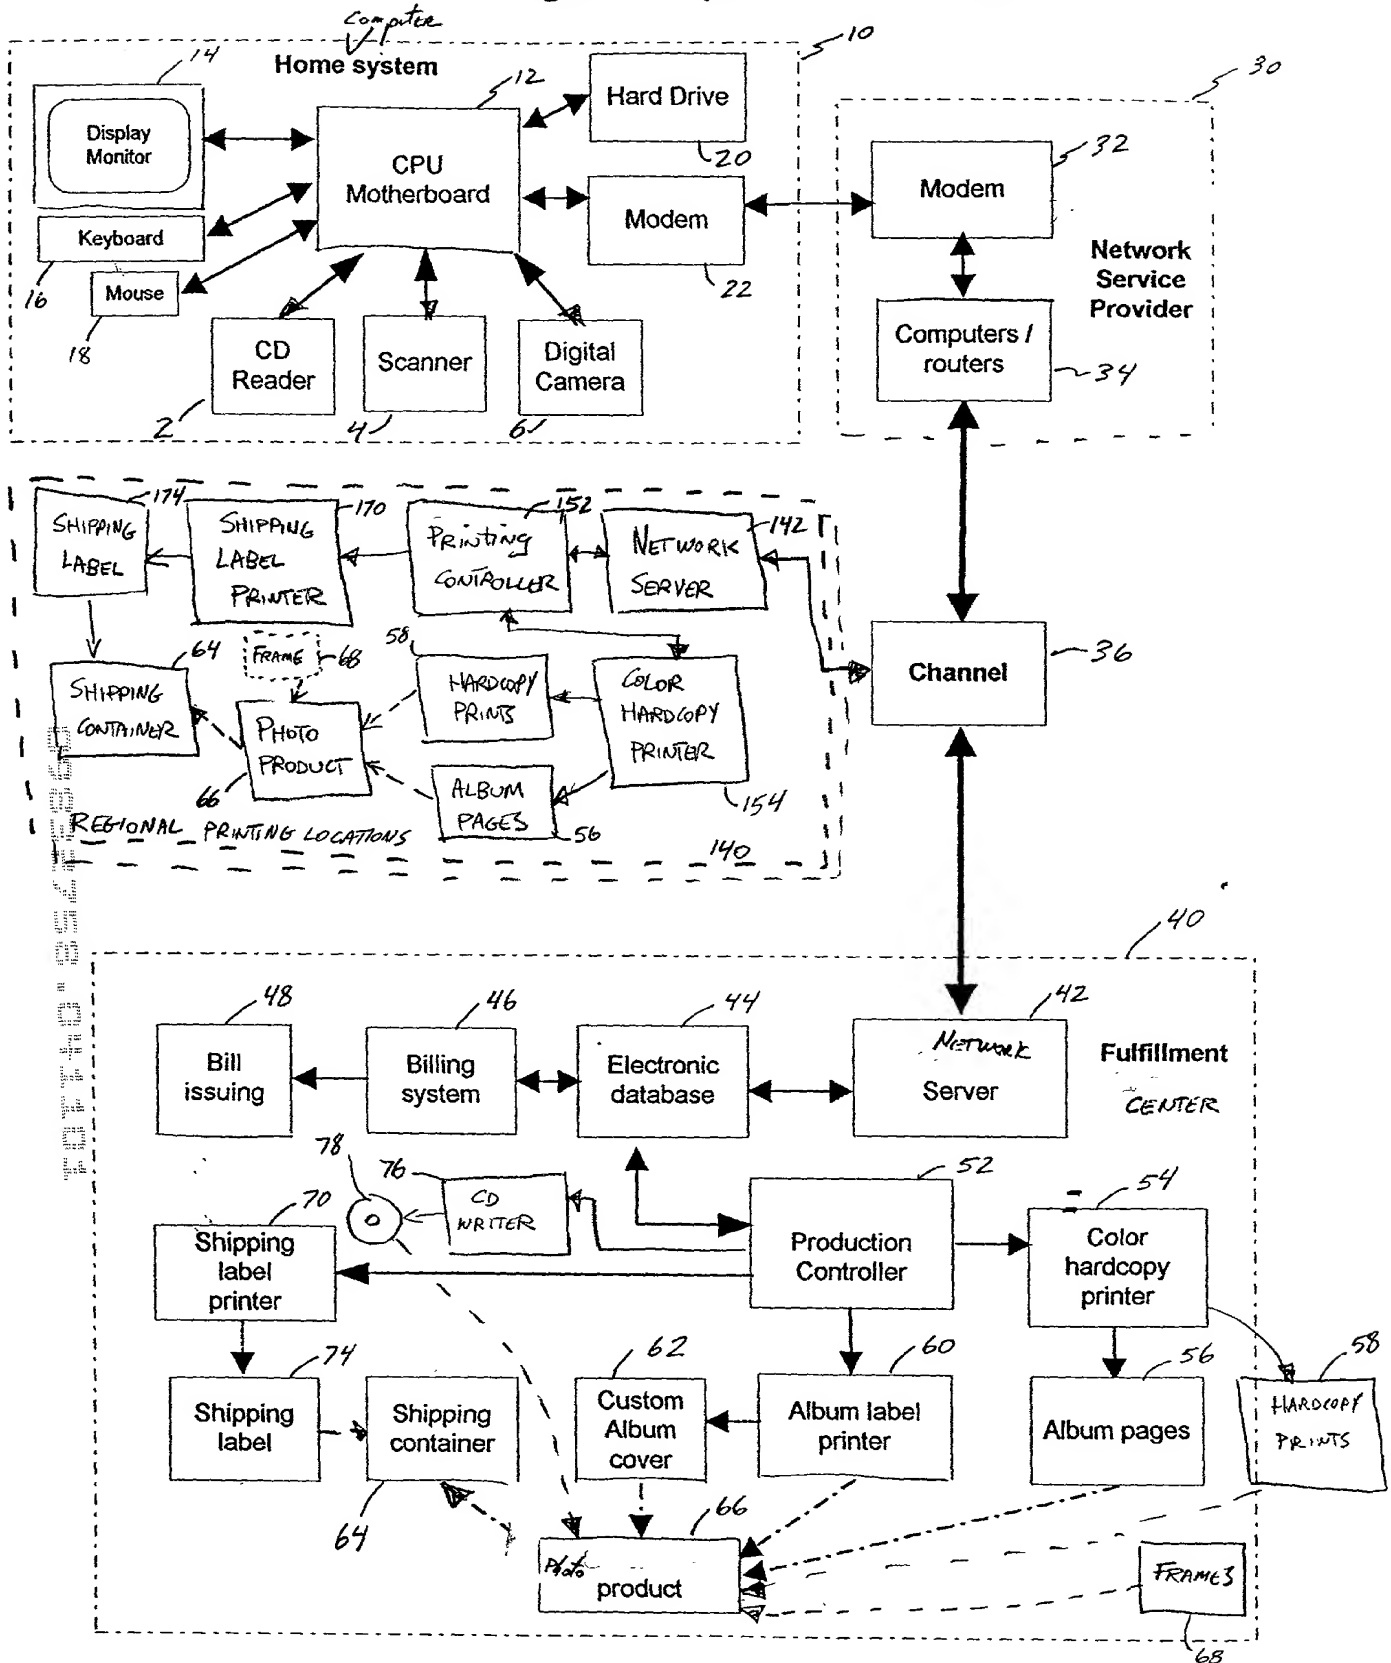 Computer
Home system
10
14
Display
Monitor
12
CPU
Motherboard
Hard Drive
20
Modem
22
Keyboard
16
Mouse
18
CD
Reader
2
Scanner
4
Digital
Camera
6
30
Modem
32
Network
Service
Provider
Computers /
routers
34
Channel
36
174
SHIPPING
LABEL
170
SHIPPING
LABEL
PRINTER
152
PRINTING
CONTROLLER
142
NETWORK
SERVER
64
SHIPPING
CONTAINER
FRAME
68
58
HARDCOPY
PRINTS
COLOR
HARDCOPY
PRINTER
154
PHOTO
PRODUCT
66
ALBUM
PAGES
56
REGIONAL PRINTING LOCATIONS
140
40
48
Bill
issuing
46
Billing
system
44
Electronic
database
42
NETWORK
Server
Fulfillment
CENTER
78
76
CD
WRITER
52
Production
Controller
54
Color
hardcopy
printer
70
Shipping
label
printer
74
Shipping
label
Shipping
container
64
62
Custom
Album
cover
60
Album label
printer
56
Album pages
58
HARDCOPY
PRINTS
66
Photo
product
FRAMES
68